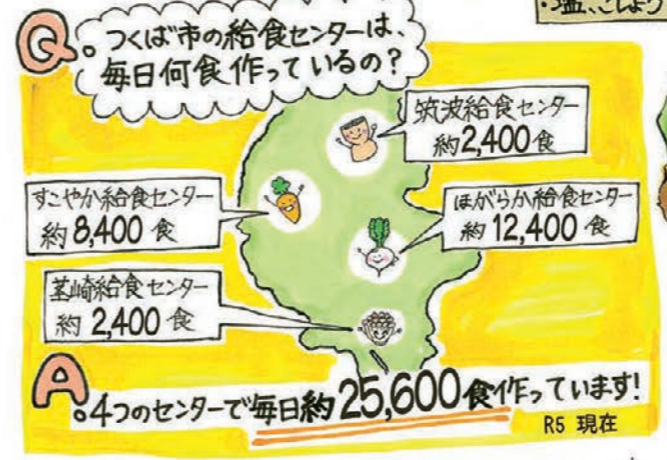 ・塩、こしょう
Q. つくば市の給食センターは、
毎日何食作っているの？
筑波給食センター
約2,400食
すこやか給食センター
約8,400食
ほがらか給食センター
約12,400食
茎崎給食センター
約2,400食
A. 4つのセンターで毎日約25,600食作っています！
R5 現在